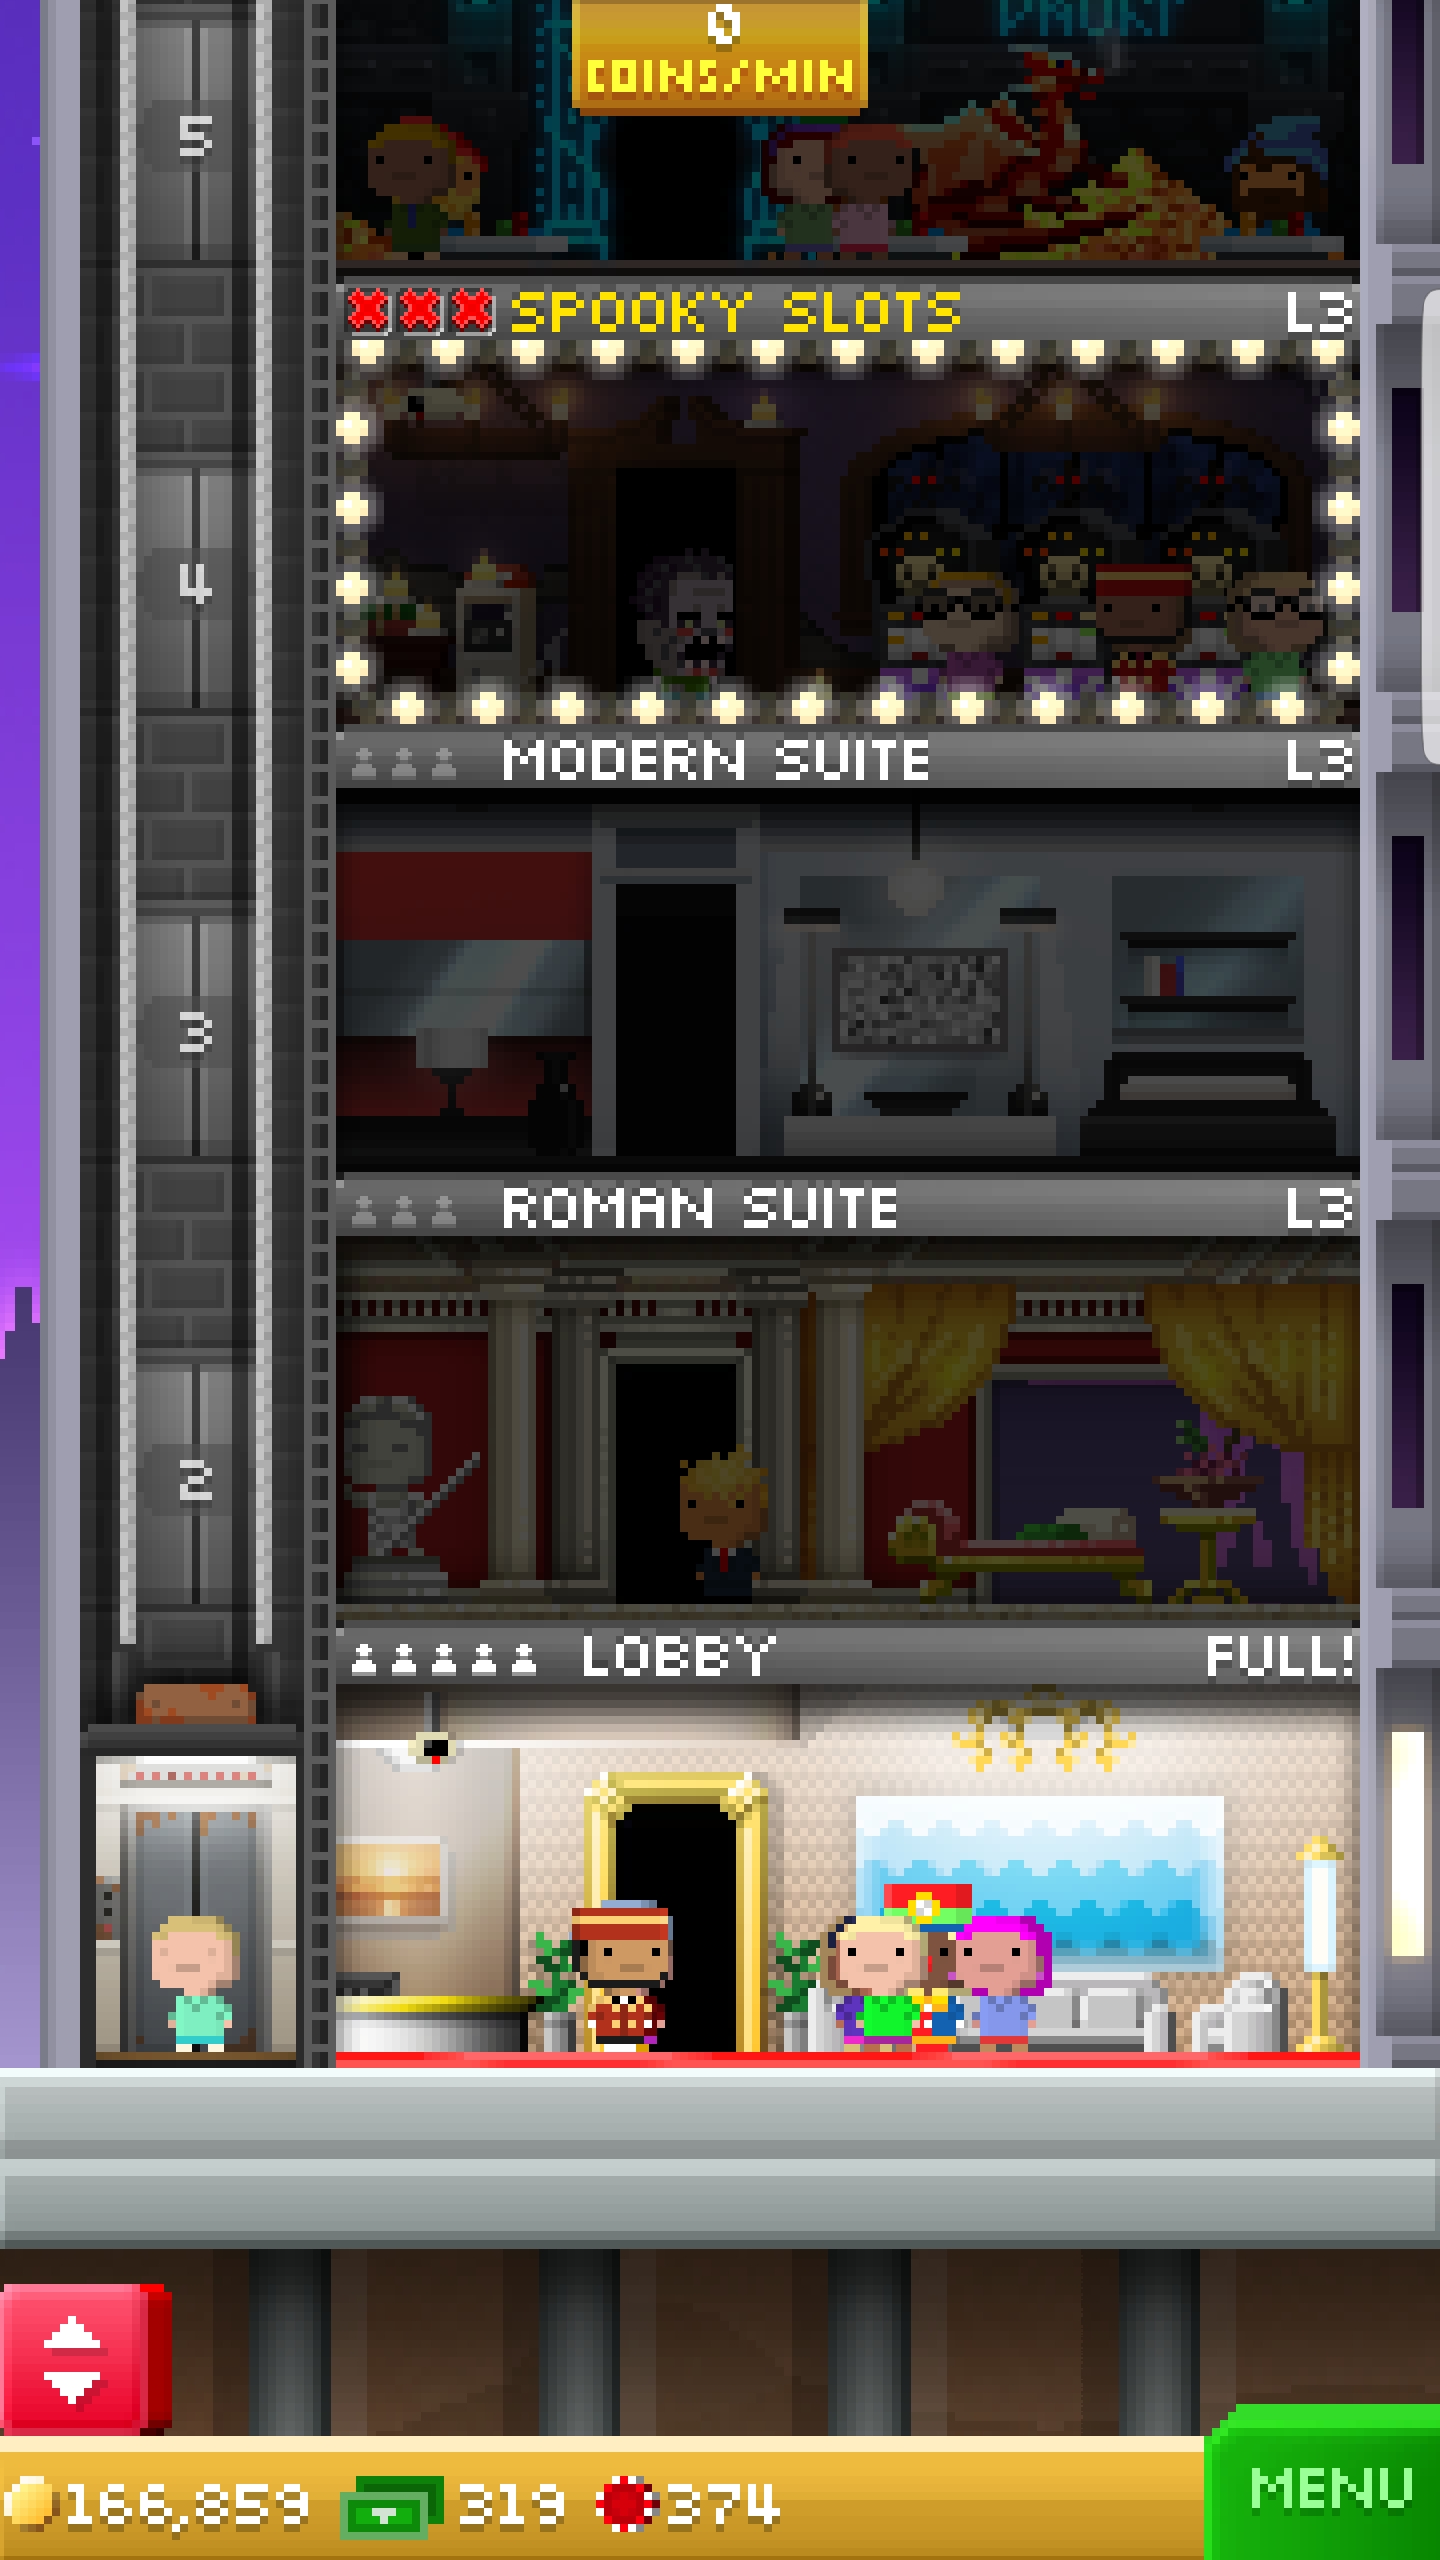 0
COINS/MIN
5
SPOOKY SLOTS L3
4
MODERN SUITE L3
3
ROMAN SUITE L3
2
LOBBY FULL!
166,859 319 374
MENU